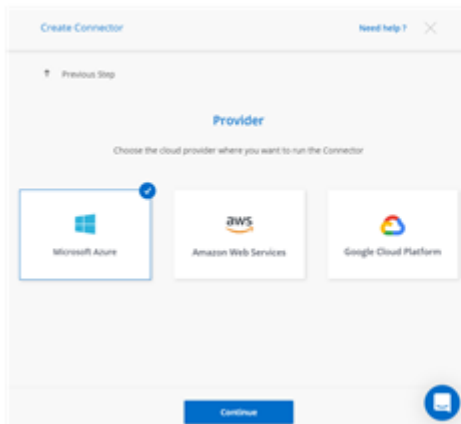 Create Connector
Need help ?
Previous Step
Provider
Choose the cloud provider where you want to run the Connector
aws
Microsoft Azure
Amazon Web Services
Google Cloud Platform
Continue